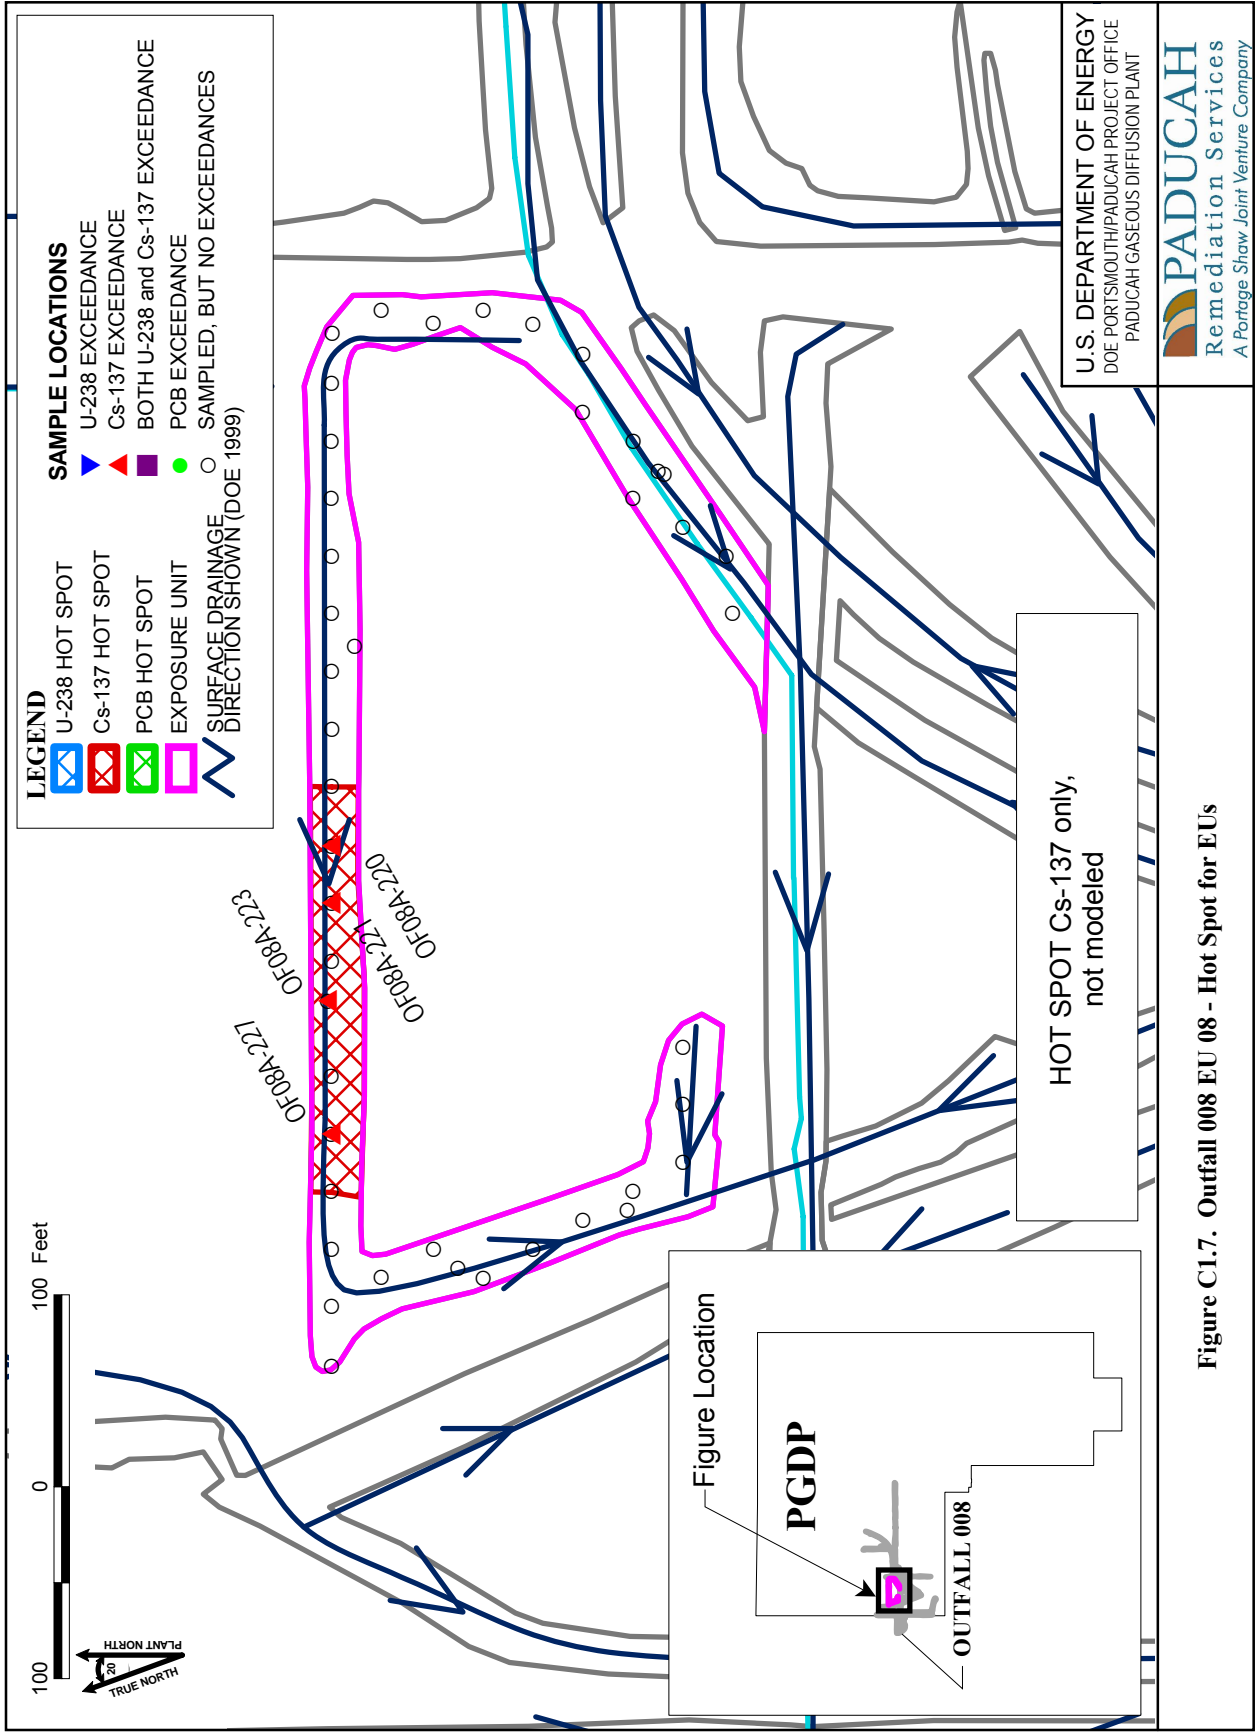 LEGEND
U-238 HOT SPOT
Cs-137 HOT SPOT
PCB HOT SPOT
EXPOSURE UNIT
SURFACE DRAINAGE
DIRECTION SHOWN (DOE 1999)
SAMPLE LOCATIONS
U-238 EXCEEDANCE
Cs-137 EXCEEDANCE
BOTH U-238 and Cs-137 EXCEEDANCE
PCB EXCEEDANCE
SAMPLED, BUT NO EXCEEDANCES
100
0
100 Feet
PLANT NORTH
TRUE NORTH
20
OF08A-227
OF08A-223
OF08A-221
OF08A-220
HOT SPOT Cs-137 only,
not modeled
Figure Location
PGDP
OUTFALL 008
U.S. DEPARTMENT OF ENERGY
DOE PORTSMOUTH/PADUCAH PROJECT OFFICE
PADUCAH GASEOUS DIFFUSION PLANT
PADUCAH
Remediation Services
A Portage Shaw Joint Venture Company
Figure C1.7. Outfall 008 EU 08 - Hot Spot for EUs